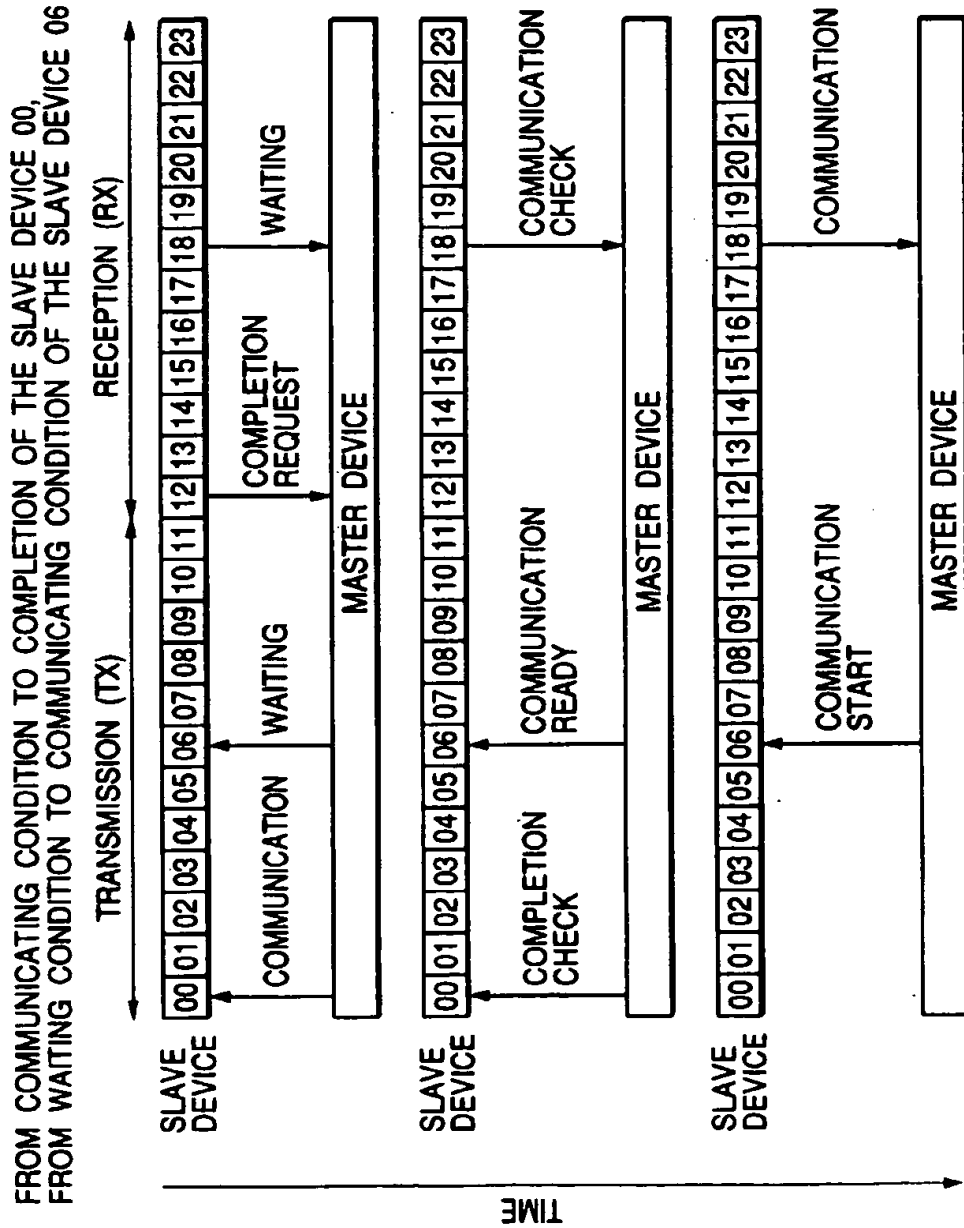 FROM COMMUNICATING CONDITION TO COMPLETION OF THE SLAVE DEVICE 00,
FROM WAITING CONDITION TO COMMUNICATING CONDITION OF THE SLAVE DEVICE 06
TRANSMISSION (TX) RECEPTION (RX)
SLAVE
DEVICE
00 01 02 03 04 05 06 07 08 09 10 11 12 13 14 15 16 17 18 19 20 21 22 23
COMMUNICATION
WAITING
COMPLETION
REQUEST
WAITING
MASTER DEVICE
SLAVE
DEVICE
00 01 02 03 04 05 06 07 08 09 10 11 12 13 14 15 16 17 18 19 20 21 22 23
COMPLETION
CHECK
COMMUNICATION
READY
COMMUNICATION
CHECK
MASTER DEVICE
SLAVE
DEVICE
00 01 02 03 04 05 06 07 08 09 10 11 12 13 14 15 16 17 18 19 20 21 22 23
COMMUNICATION
START
COMMUNICATION
MASTER DEVICE
TIME